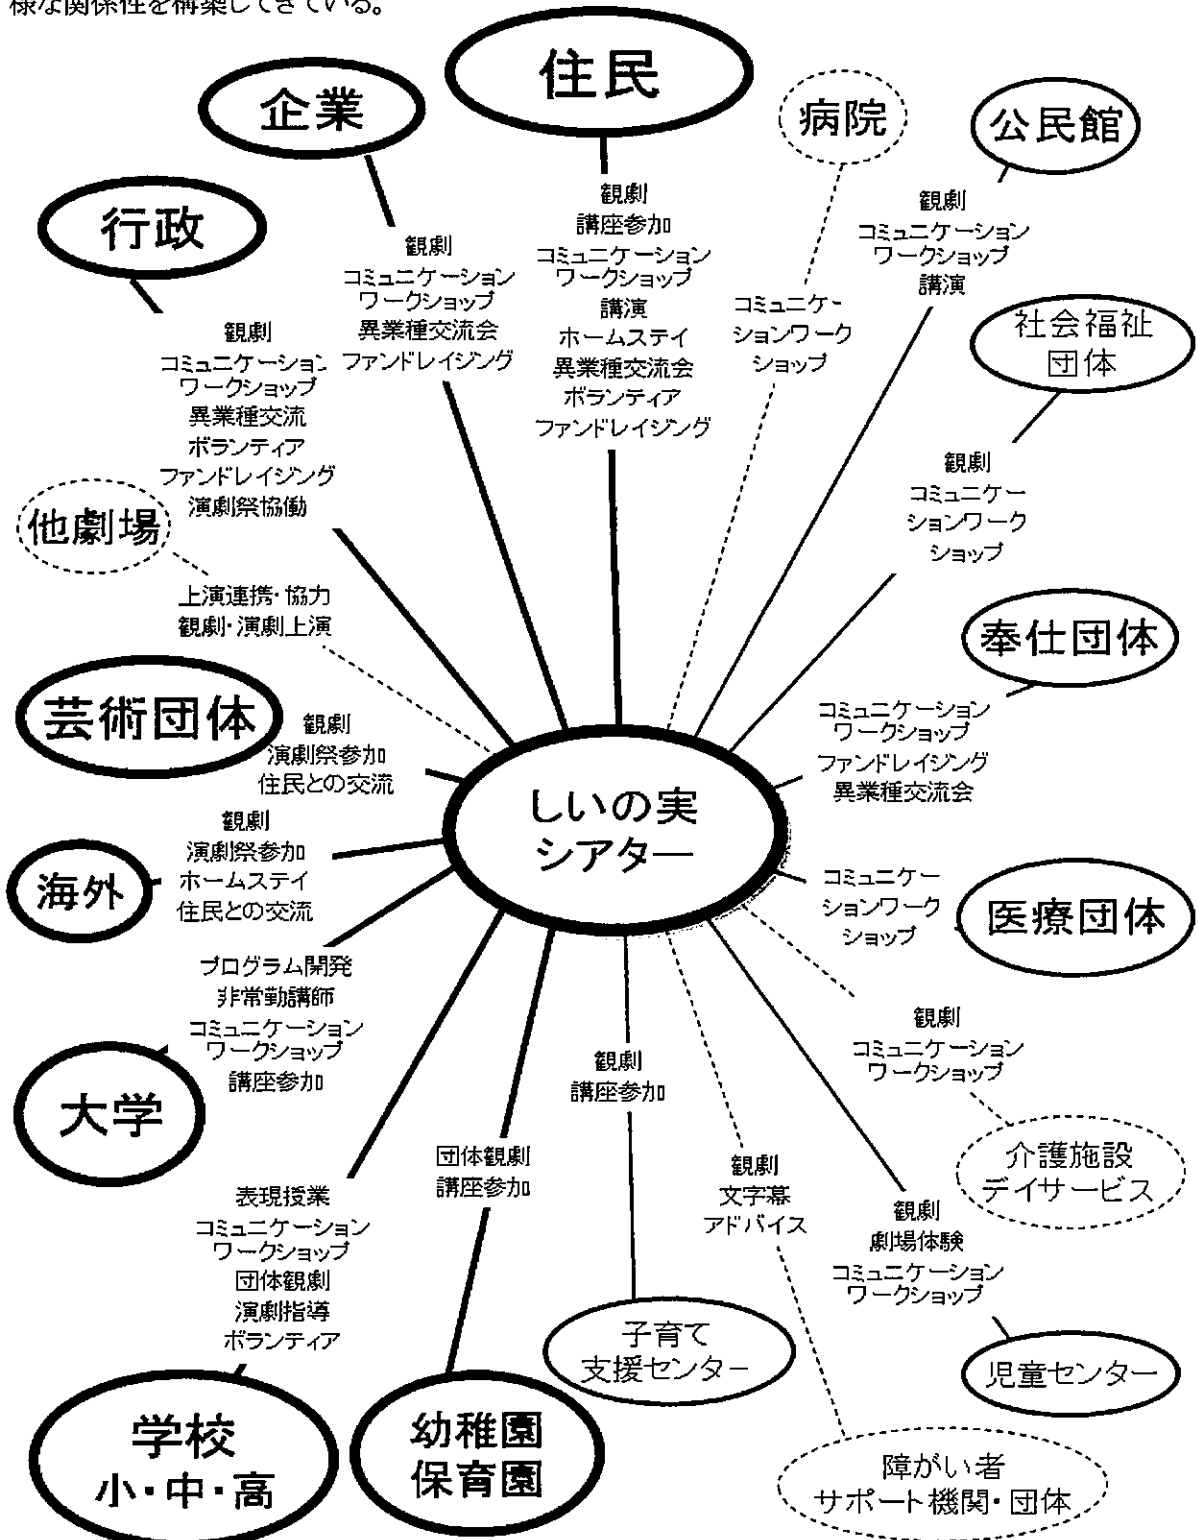 様な関係性を構築してきている。
住民
企業
病院
公民館
行政
観劇
講座参加
コミュニケーション
ワークショップ
講演
ホームステイ
異業種交流会
ボランティア
ファンドレイジング
観劇
コミュニケーション
ワークショップ
異業種交流会
ファンドレイジング
コミュニケー
ションワーク
ショップ
観劇
コミュニケーション
ワークショップ
講演
観劇
コミュニケーション
ワークショップ
異業種交流
ボランティア
ファンドレイジング
演劇祭協働
社会福祉
団体
観劇
コミュニケー
ションワーク
ショップ
他劇場
上演連携・協力
観劇・演劇上演
奉仕団体
コミュニケーション
ワークショップ
ファンドレイジング
異業種交流会
芸術団体
観劇
演劇祭参加
住民との交流
しいの実
シアター
海外
観劇
演劇祭参加
ホームステイ
住民との交流
コミュニケー
ションワーク
ショップ
医療団体
大学
プログラム開発
非常勤講師
コミュニケーション
ワークショップ
講座参加
観劇
コミュニケーション
ワークショップ
介護施設
デイサービス
観劇
講座参加
団体観劇
講座参加
観劇
文字幕
アドバイス
観劇
劇場体験
コミュニケーション
ワークショップ
表現授業
コミュニケーション
ワークショップ
団体観劇
演劇指導
ボランティア
子育て
支援センター
児童センター
学校
小・中・高
幼稚園
保育園
障がい者
サポート機関・団体